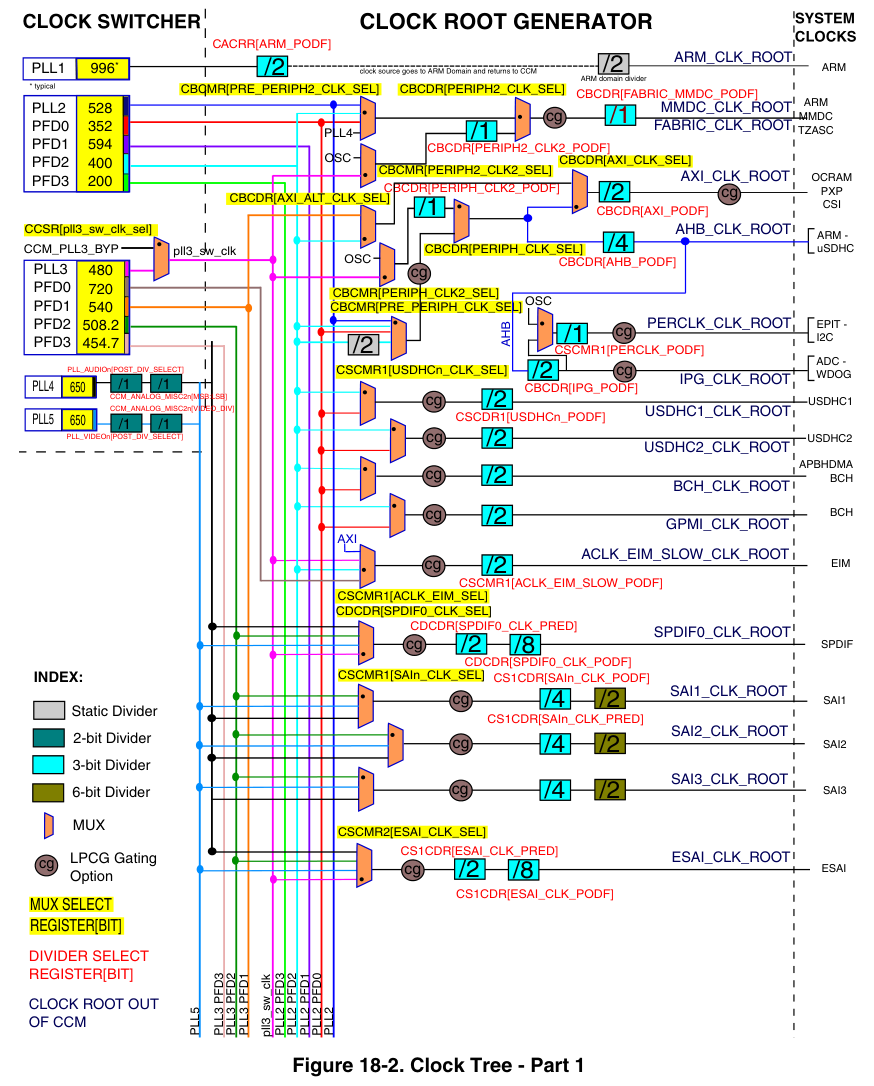 CLOCK SWITCHER
CLOCK ROOT GENERATOR
SYSTEM
CLOCKS
CACRR[ARM_PODF]
PLL1 996*
* typical
/2
clock source goes to ARM Domain and returns to CCM
/2
ARM domain divider
ARM_CLK_ROOT
ARM
CBCMR[PRE_PERIPH2_CLK_SEL]
CBCDR[PERIPH2_CLK_SEL]
CBCDR[FABRIC_MMDC_PODF]
PLL2 528
PFD0 352
PFD1 594
PFD2 400
PFD3 200
PLL4
OSC
/1
CBCDR[PERIPH2_CLK2_PODF]
cg
/1
MMDC_CLK_ROOT
FABRIC_CLK_ROOT
ARM
MMDC
TZASC
CBCMR[PERIPH2_CLK2_SEL]
CBCDR[AXI_CLK_SEL]
CBCDR[PERIPH_CLK2_PODF]
CBCDR[AXI_ALT_CLK_SEL]
/1
/2
AXI_CLK_ROOT
cg
OCRAM
PXP
CSI
CBCDR[AXI_PODF]
CCSR[pll3_sw_clk_sel]
CCM_PLL3_BYP
pll3_sw_clk
OSC
cg
CBCDR[PERIPH_CLK_SEL]
/4
CBCDR[AHB_PODF]
AHB_CLK_ROOT
ARM -
uSDHC
PLL3 480
PFD0 720
PFD1 540
PFD2 508.2
PFD3 454.7
CBCMR[PERIPH_CLK2_SEL]
CBCMR[PRE_PERIPH_CLK_SEL]
/2
OSC
AHB
/1
cg
PERCLK_CLK_ROOT
EPIT -
I2C
CSCMR1[PERCLK_PODF]
/2
cg
CBCDR[IPG_PODF]
IPG_CLK_ROOT
ADC -
WDOG
PLL_AUDIOn[POST_DIV_SELECT]
PLL4 650 /1 /1
CCM_ANALOG_MISC2n[MSB:LSB]
CCM_ANALOG_MISC2n[VIDEO_DIV]
PLL5 650 /1 /1
PLL_VIDEOn[POST_DIV_SELECT]
CSCMR1[USDHCn_CLK_SEL]
cg /2
USDHC1
CSCDR1[USDHCn_PODF]
USDHC1_CLK_ROOT
cg /2
USDHC2
USDHC2_CLK_ROOT
cg /2
APBHDMA
BCH
BCH_CLK_ROOT
cg /2
BCH
GPMI_CLK_ROOT
AXI
cg /2
ACLK_EIM_SLOW_CLK_ROOT
EIM
CSCMR1[ACLK_EIM_SLOW_PODF]
CSCMR1[ACLK_EIM_SEL]
CDCDR[SPDIF0_CLK_SEL]
CDCDR[SPDIF0_CLK_PRED]
cg /2 /8
SPDIF0_CLK_ROOT
SPDIF
CDCDR[SPDIF0_CLK_PODF]
CSCMR1[SAIn_CLK_SEL]
CS1CDR[SAIn_CLK_PODF]
cg /4 /2
SAI1_CLK_ROOT
SAI1
CS1CDR[SAIn_CLK_PRED]
cg /4 /2
SAI2_CLK_ROOT
SAI2
cg /4 /2
SAI3_CLK_ROOT
SAI3
CSCMR2[ESAI_CLK_SEL]
CS1CDR[ESAI_CLK_PRED]
cg /2 /8
ESAI_CLK_ROOT
ESAI
CS1CDR[ESAI_CLK_PODF]
INDEX:
Static Divider
2-bit Divider
3-bit Divider
6-bit Divider
MUX
cg
LPCG Gating
Option
MUX SELECT
REGISTER[BIT]
DIVIDER SELECT
REGISTER[BIT]
CLOCK ROOT OUT
OF CCM
PLL5
PLL3 PFD3
PLL3 PFD2
PLL3 PFD1
pll3_sw_clk
PLL2 PFD3
PLL2 PFD2
PLL2 PFD1
PLL2 PFD0
PLL2
Figure 18-2. Clock Tree - Part 1